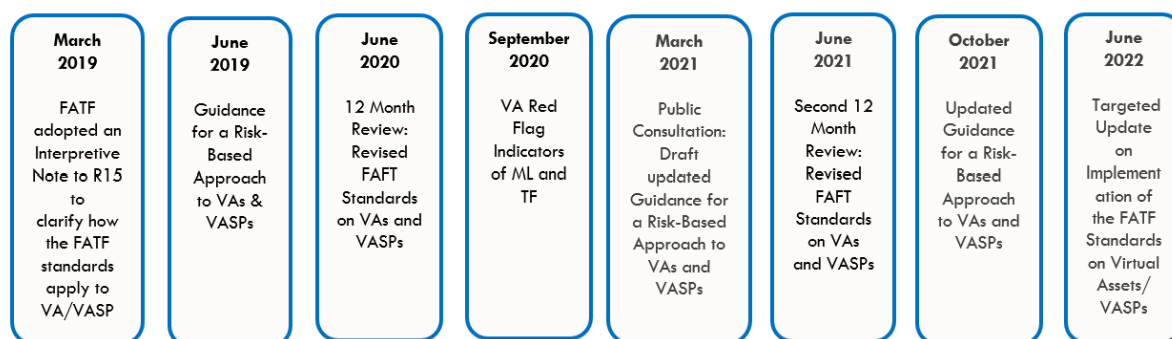 March
2019
FATF
adopted an
Interpretive
Note to R15
to
clarify how
the FATF
standards
apply to
VA/VASP
June
2019
Guidance
for a Risk-
Based
Approach
to VAs &
VASPs
June
2020
12 Month
Review:
Revised
FAFT
Standards
on VAs and
VASPs
September
2020
VA Red
Flag
Indicators
of ML and
TF
March
2021
Public
Consultation:
Draft
updated
Guidance for
a Risk-Based
Approach to
VAs and
VASPs
June
2021
Second 12
Month
Review:
Revised
FAFT
Standards
on VAs
and VASPs
October
2021
Updated
Guidance
for a Risk-
Based
Approach
to VAs and
VASPs
June
2022
Targeted
Update
on
Implement
ation of
the FATF
Standards
on Virtual
Assets/
VASPs